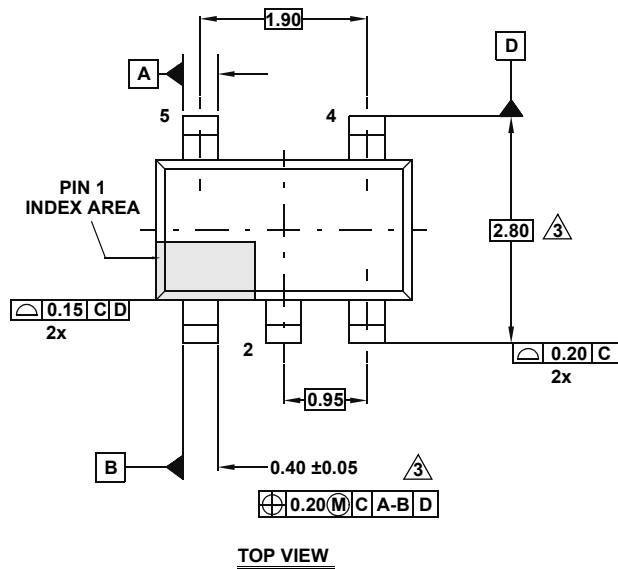 1.90
D
A
5
4
PIN 1
INDEX AREA
2.80 3
0.15 C D
2x
2
0.20 C
2x
0.95
B
0.40 ±0.05 3
0.20 M C A-B D
TOP VIEW